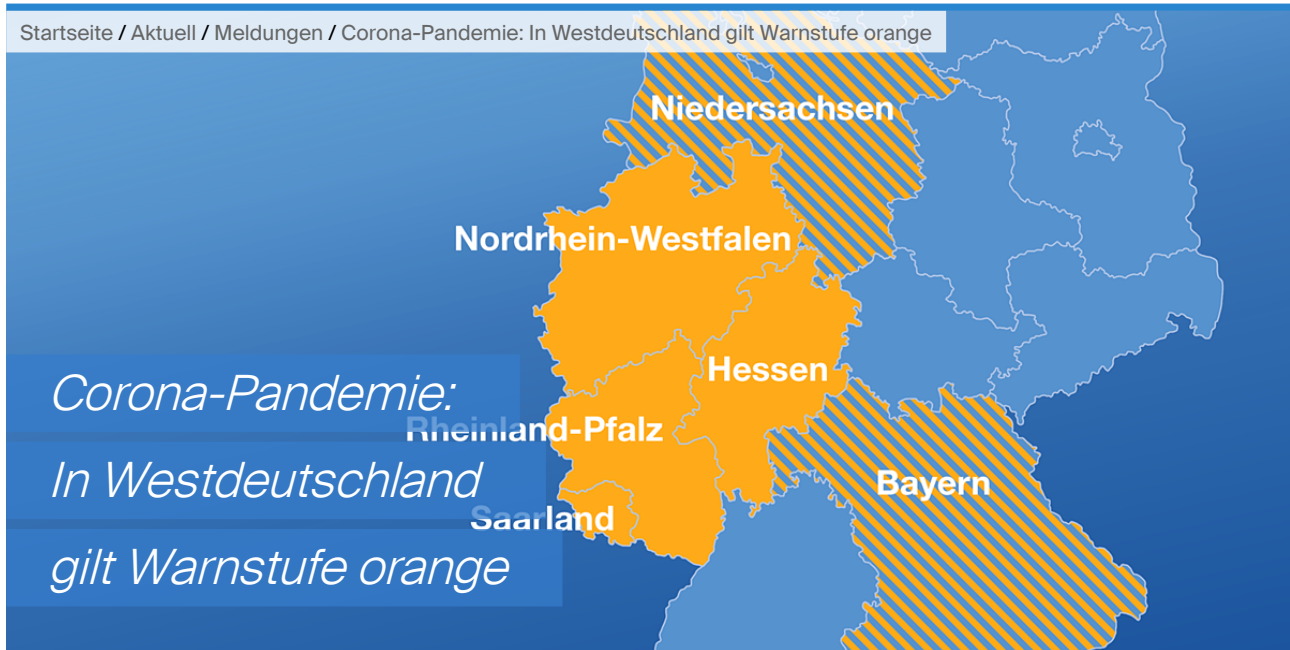 Startseite / Aktuell / Meldungen / Corona-Pandemie: In Westdeutschland gilt Warnstufe orange
Niedersachsen
Nordrhein-Westfalen
Hessen
Corona-Pandemie:
Rheinland-Pfalz
In Westdeutschland
Bayern
Saarland
gilt Warnstufe orange